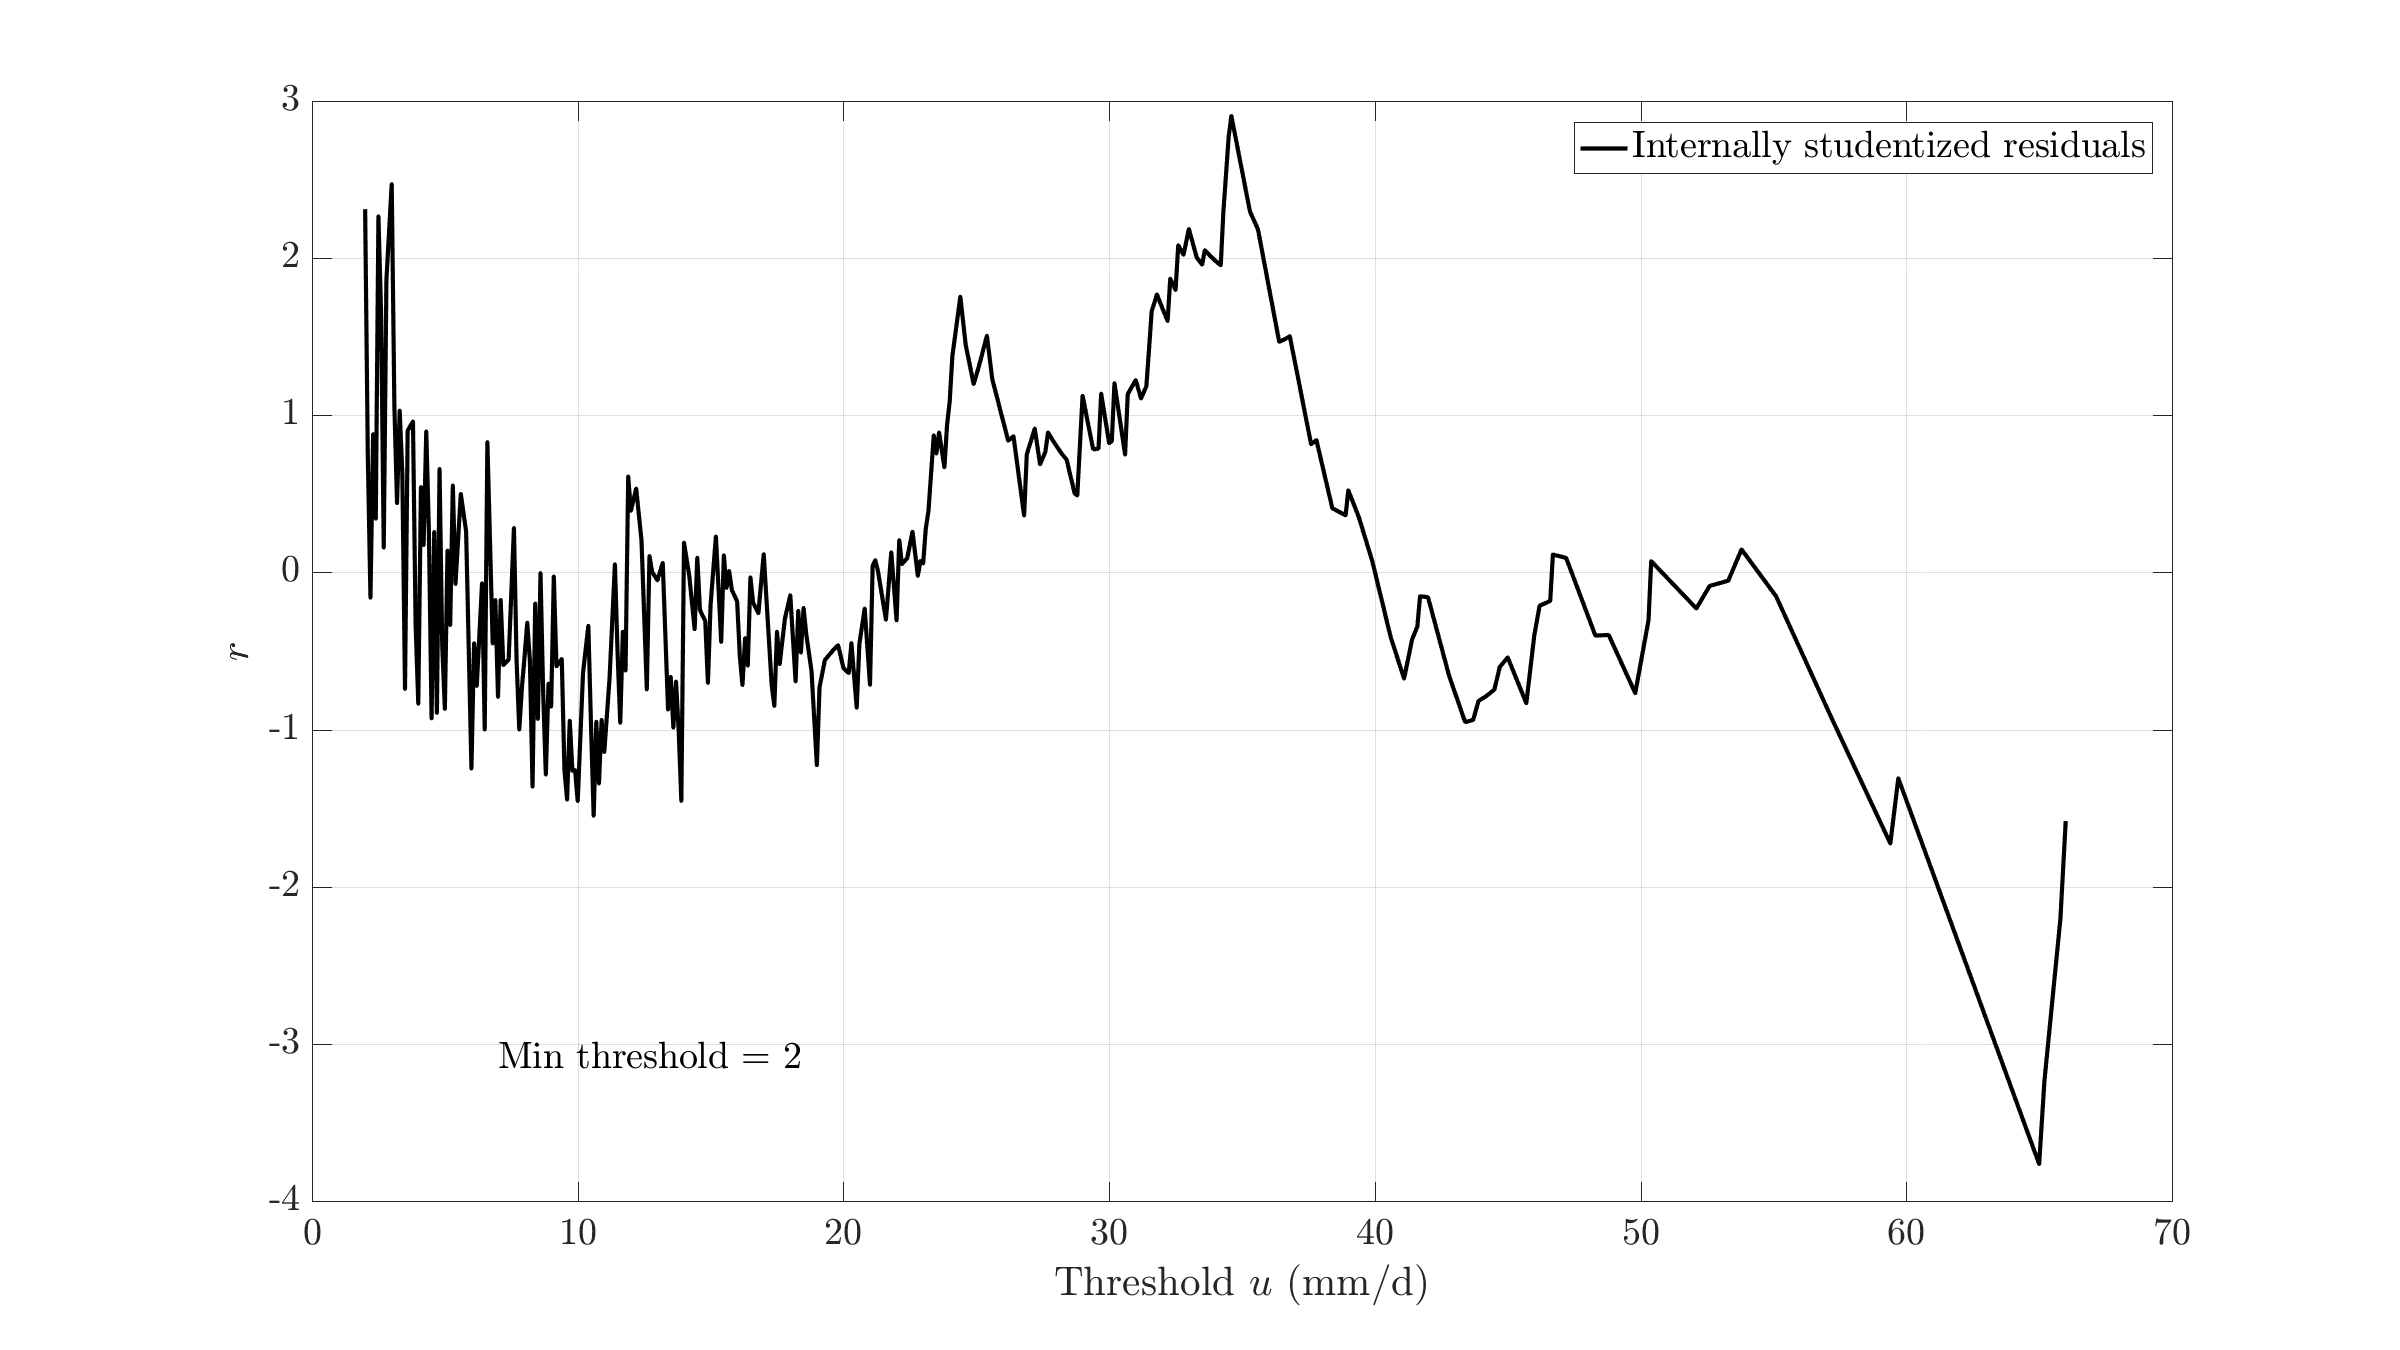 3
2
1
0
-1
-2
-3
-4
r
Internally studentized residuals
Min threshold = 2
0 10 20 30 40 50 60 70
Threshold u (mm/d)